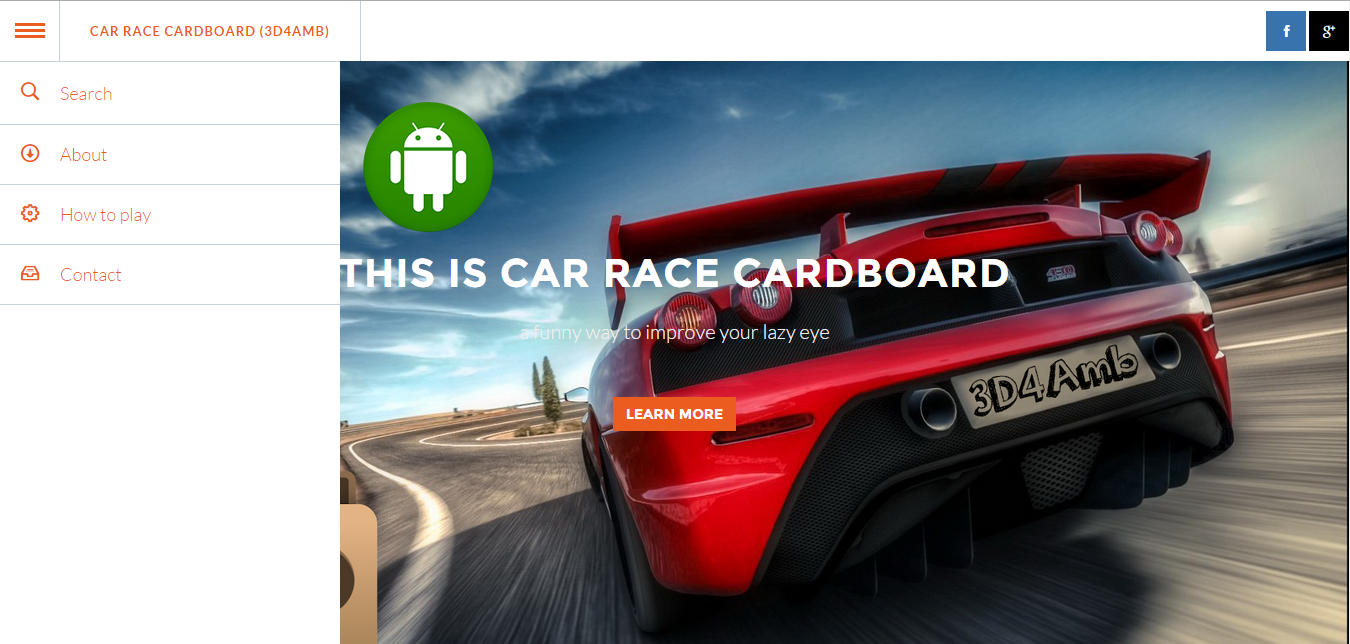 CAR RACE CARDBOARD (3D4AMB)
f
g+
Search
About
How to play
Contact
THIS IS CAR RACE CARDBOARD
a funny way to improve your lazy eye
3D4Amb
LEARN MORE